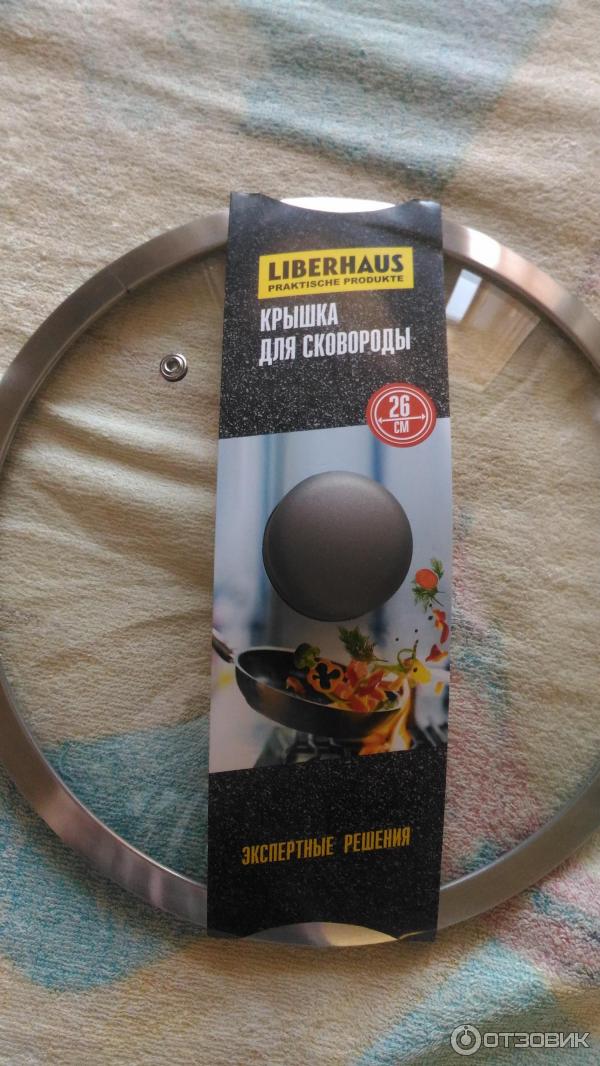 LIBERHAUS
PRAKTISCHE PRODUKTE
КРЫШКА
ДЛЯ СКОВОРОДЫ
26
СМ
ЭКСПЕРТНЫЕ РЕШЕНИЯ
ОТЗОВИК